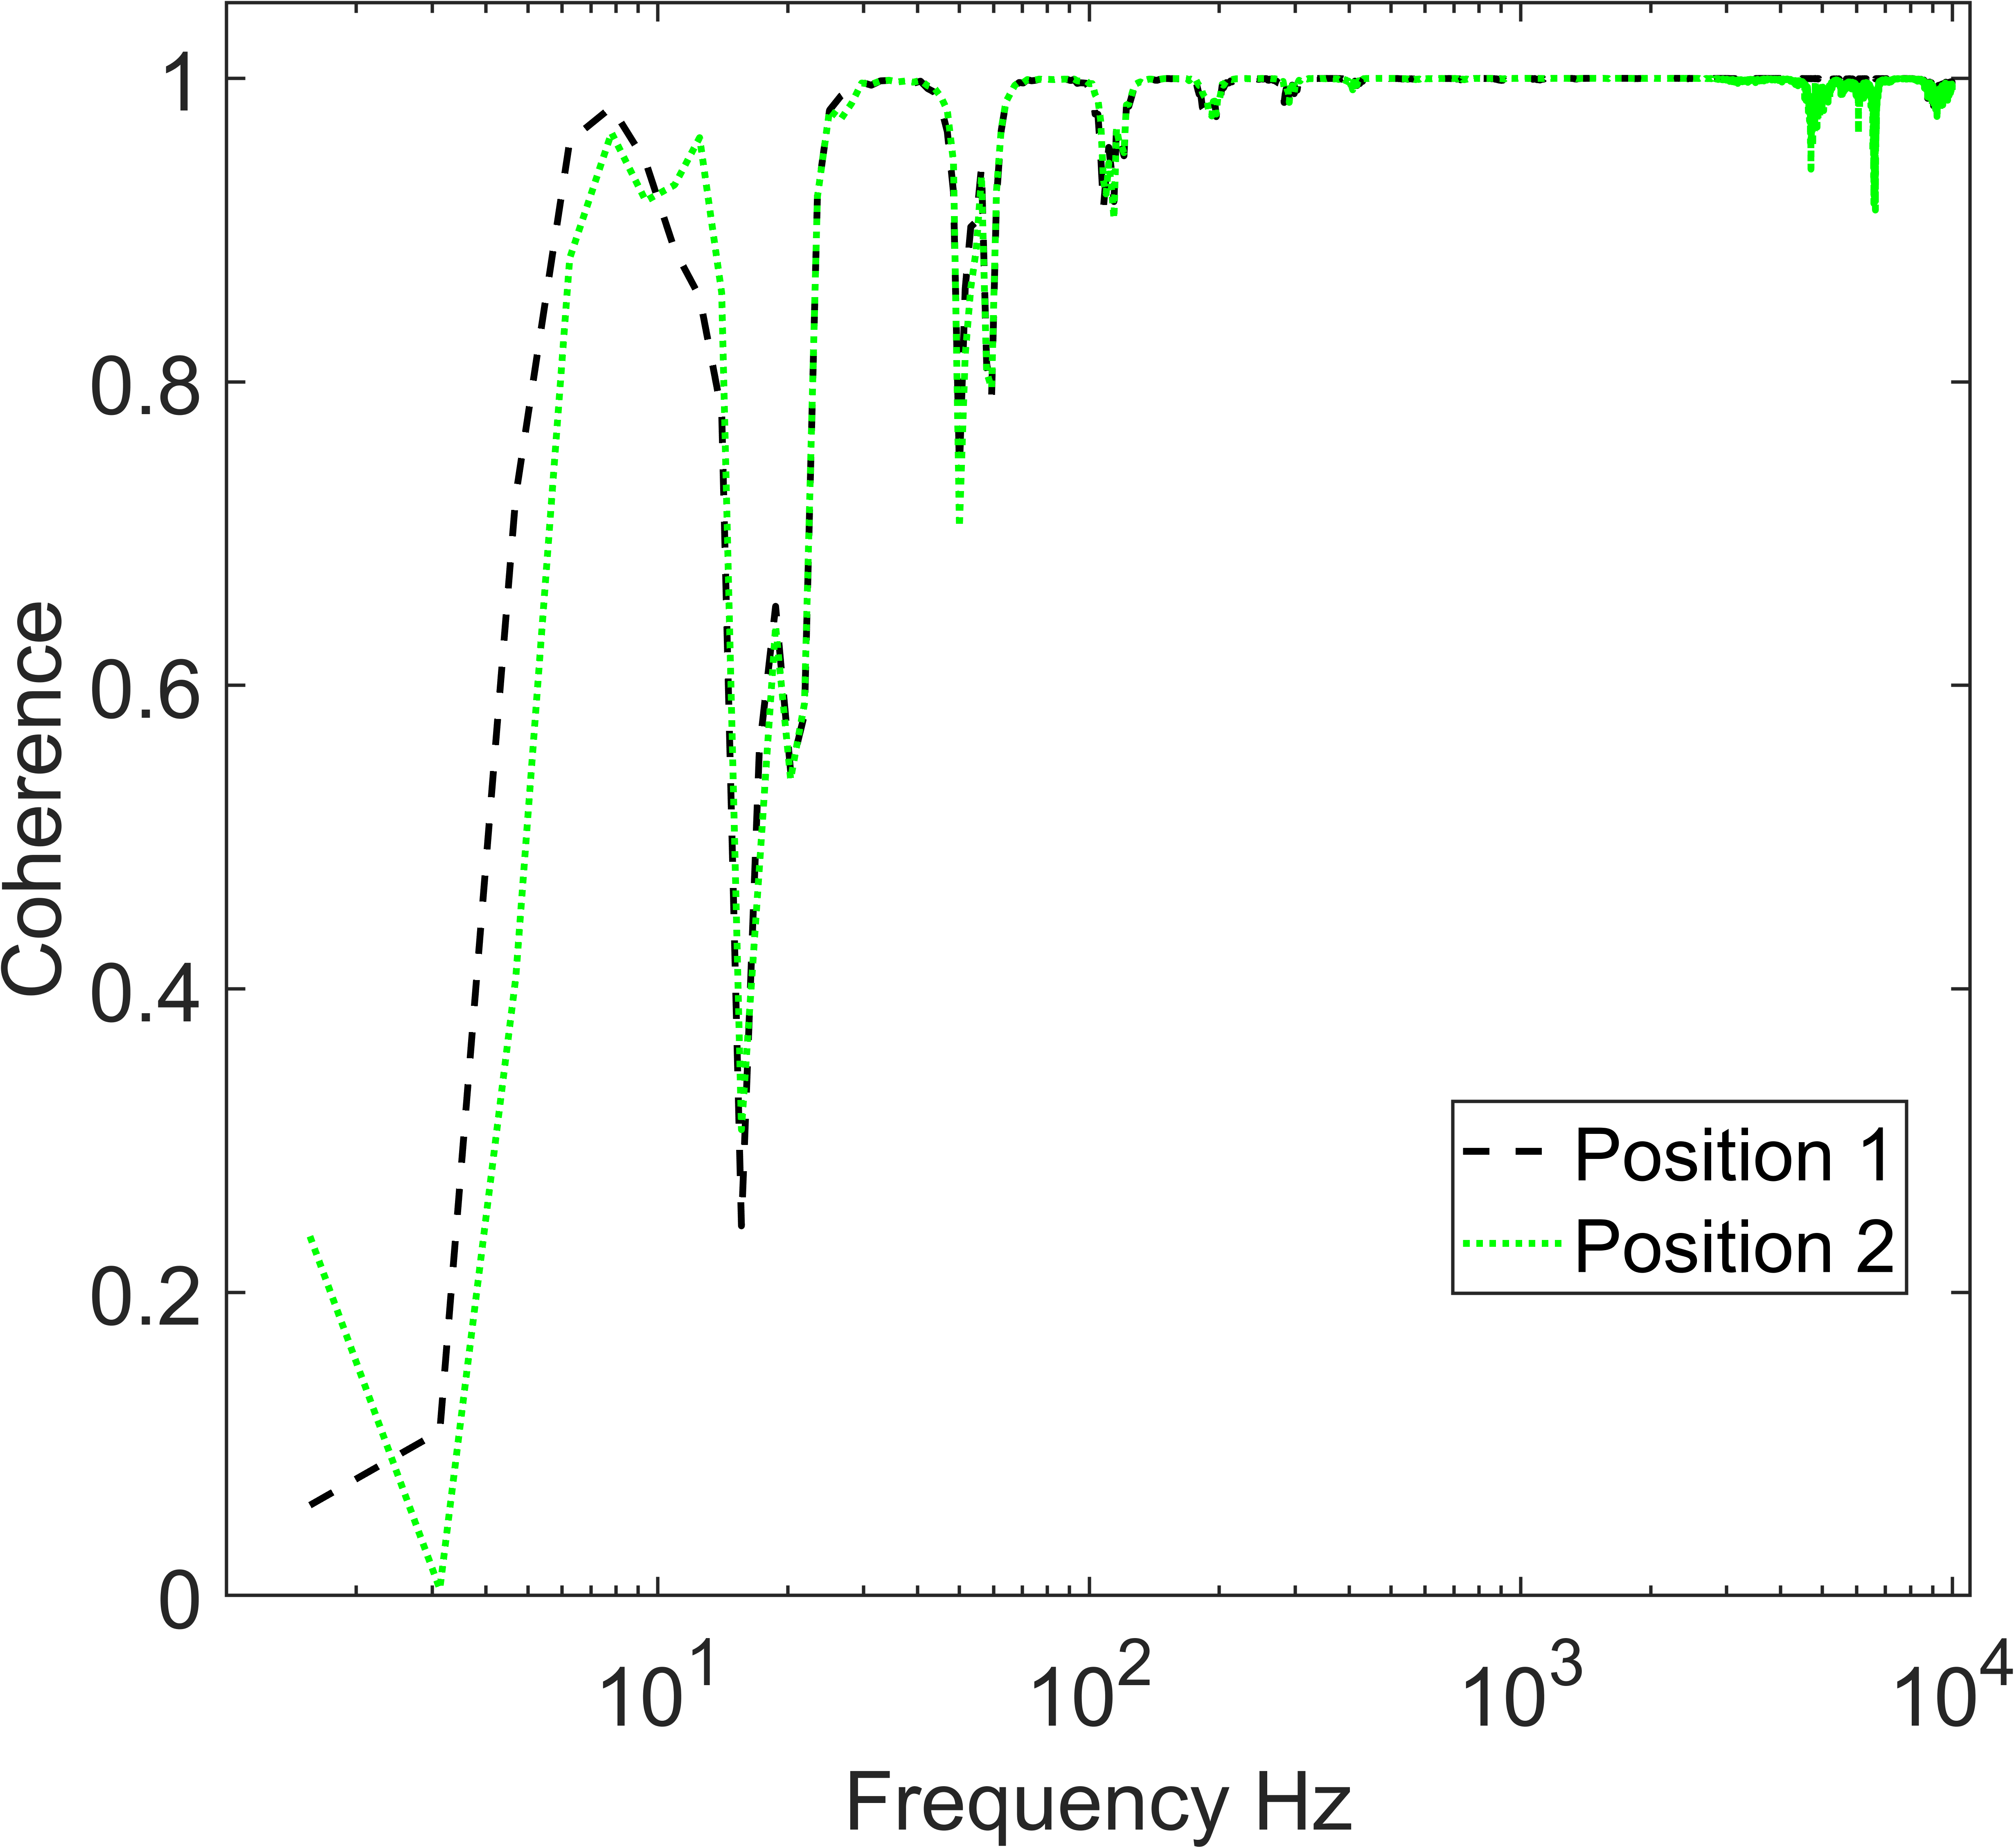 Coherence
1
0.8
0.6
0.4
0.2
0
Position 1
Position 2
10^1 10^2 10^3 10^4
Frequency Hz